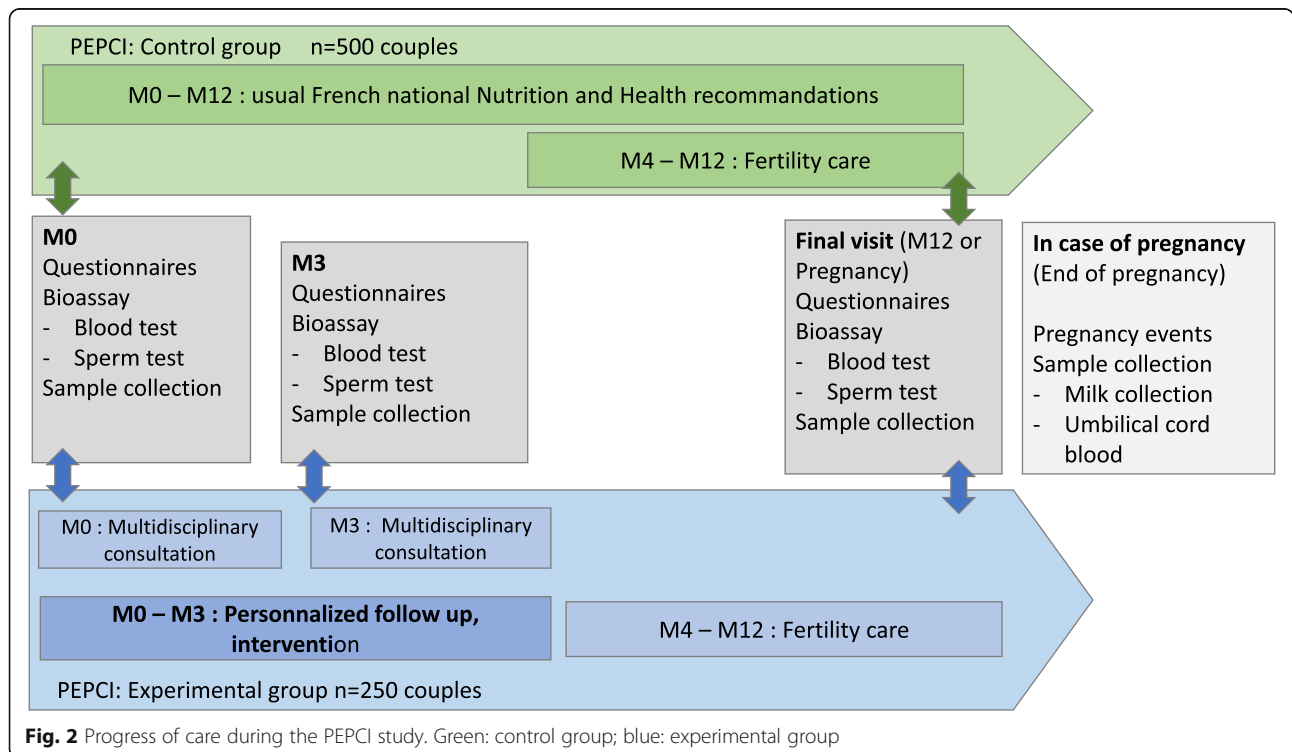 PEPCI: Control group n=500 couples
M0 – M12 : usual French national Nutrition and Health recommandations
M4 – M12 : Fertility care
M0
Questionnaires
Bioassay
- Blood test
- Sperm test
Sample collection
M3
Questionnaires
Bioassay
- Blood test
- Sperm test
Sample collection
Final visit (M12 or
Pregnancy)
Questionnaires
Bioassay
- Blood test
- Sperm test
Sample collection
In case of pregnancy
(End of pregnancy)
Pregnancy events
Sample collection
- Milk collection
- Umbilical cord
blood
M0 : Multidisciplinary
consultation
M3 : Multidisciplinary
consultation
M0 – M3 : Personnalized follow up,
intervention
M4 – M12 : Fertility care
PEPCI: Experimental group n=250 couples
Fig. 2 Progress of care during the PEPCI study. Green: control group; blue: experimental group